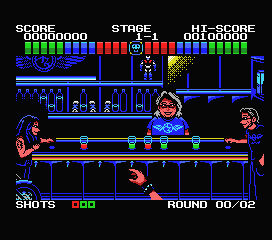 SCORE STAGE HI-SCORE
00000000 1-1 00100000
SHOTS ROUND 00/02